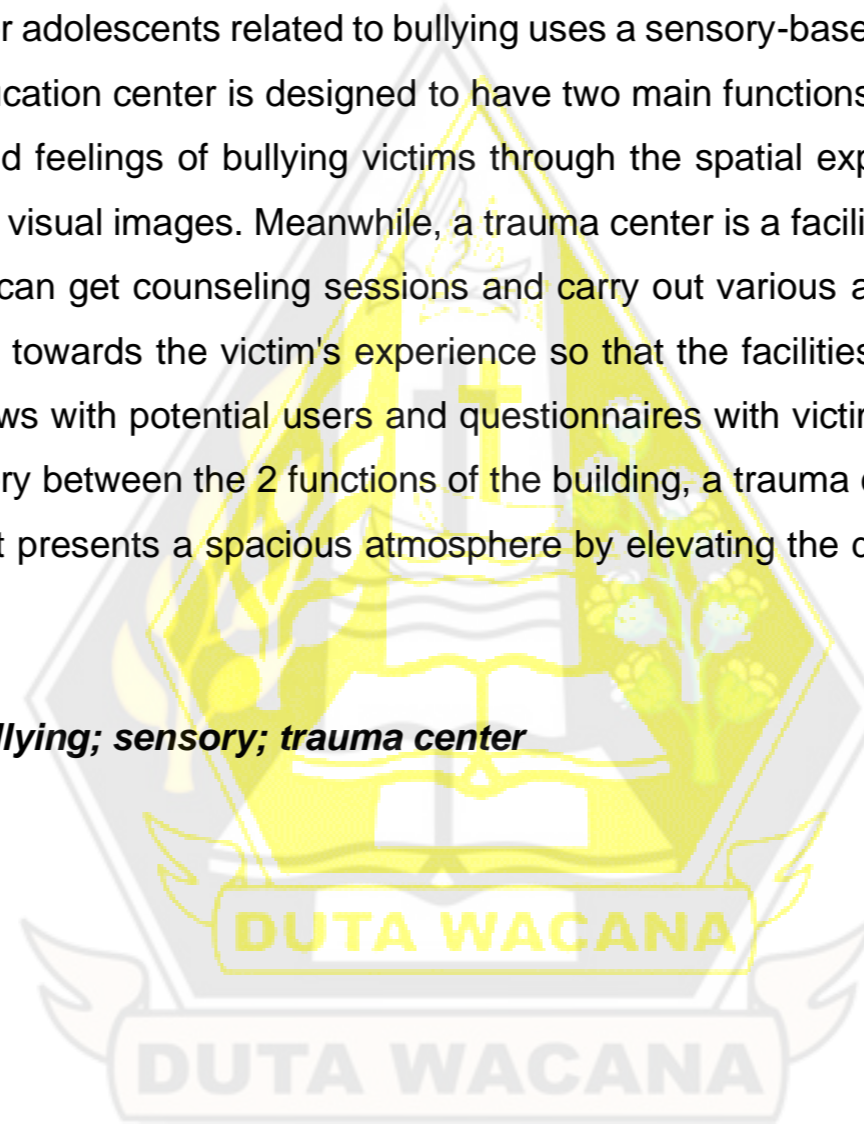 r adolescents related to bullying uses a sensory-base
ucation center is designed to have two main functions
d feelings of bullying victims through the spatial exp
visual images. Meanwhile, a trauma center is a facili
can get counseling sessions and carry out various a
towards the victim's experience so that the facilities
ws with potential users and questionnaires with victir
ry between the 2 functions of the building, a trauma
t presents a spacious atmosphere by elevating the c
llying; sensory; trauma center
DUTA WACANA
DUTA WACANA